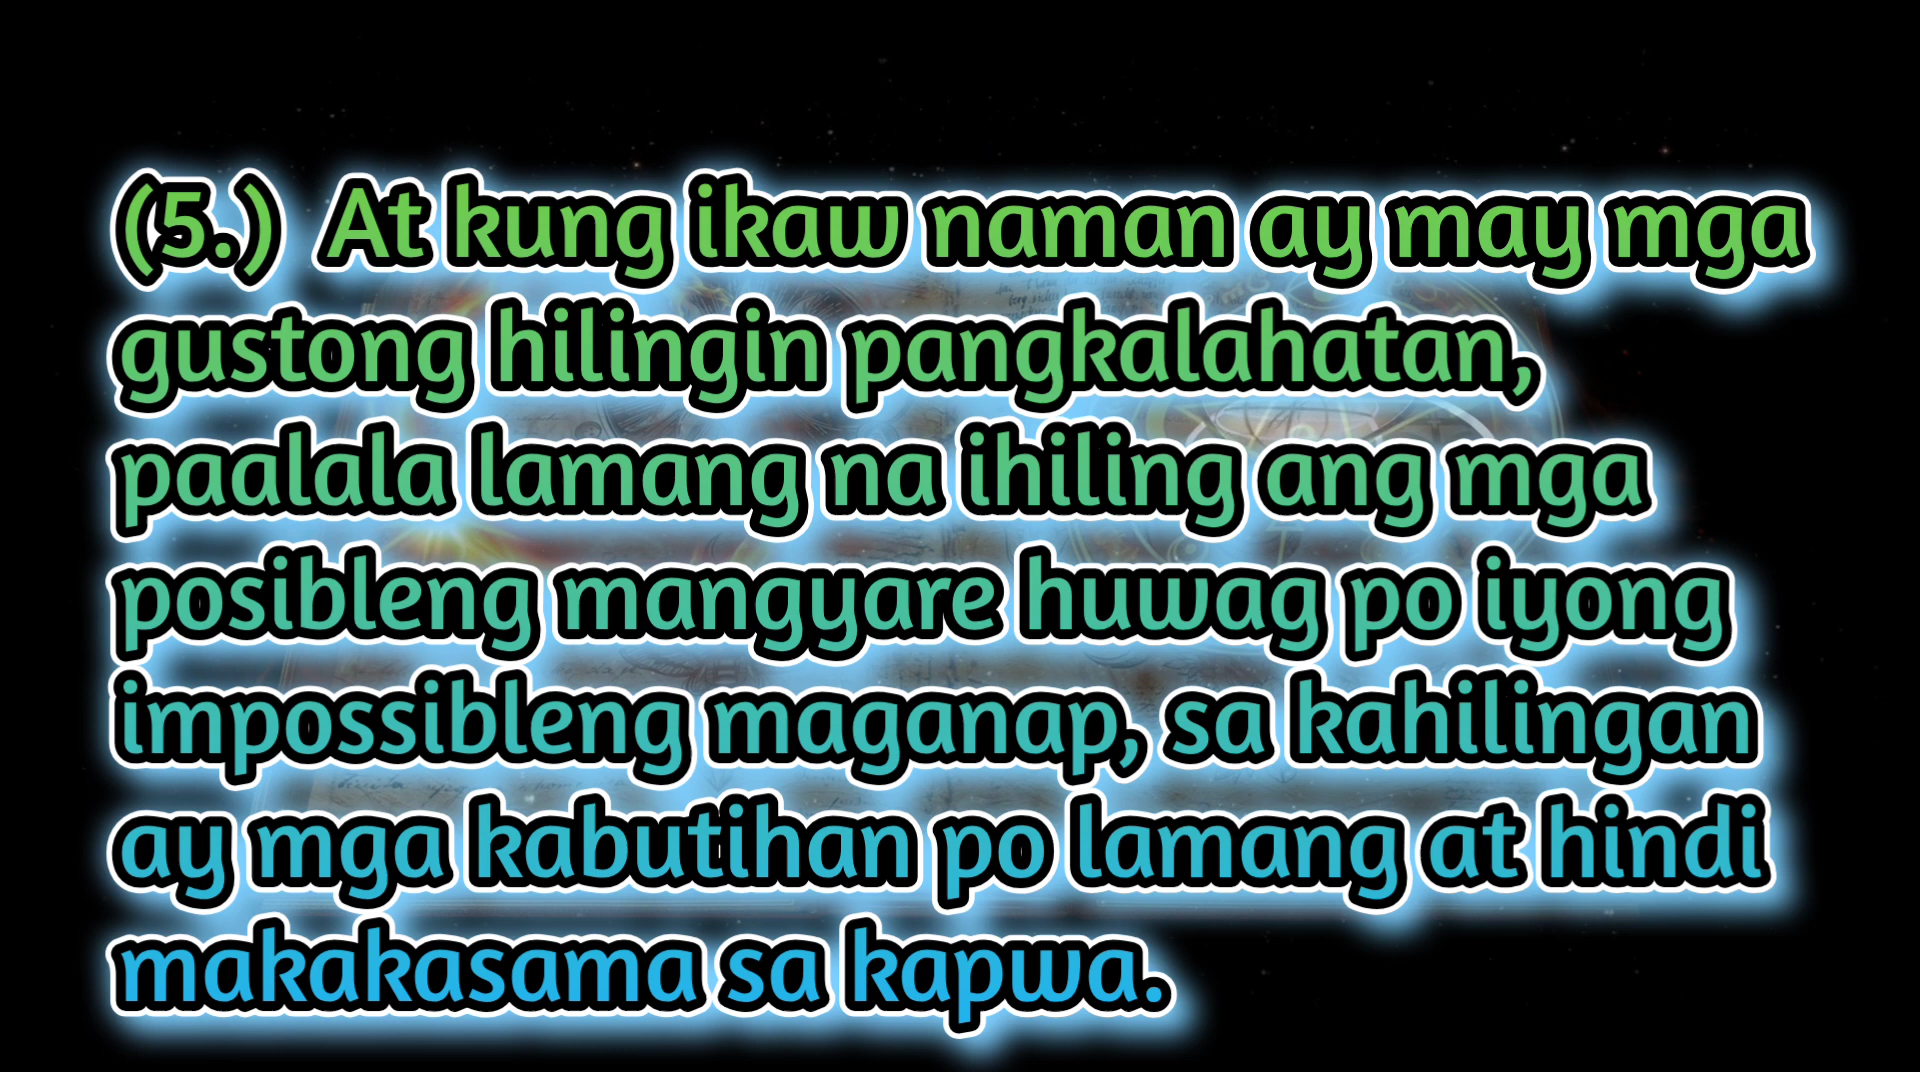 (5.) At kung ikaw naman ay may mga
gustong hilingin pangkalahatan,
paalala lamang na ihiling ang mga
posibleng mangyare huwag po iyong
impossibleng maganap, sa kahilingan
ay mga kabutihan po lamang at hindi
makakasama sa kapwa.